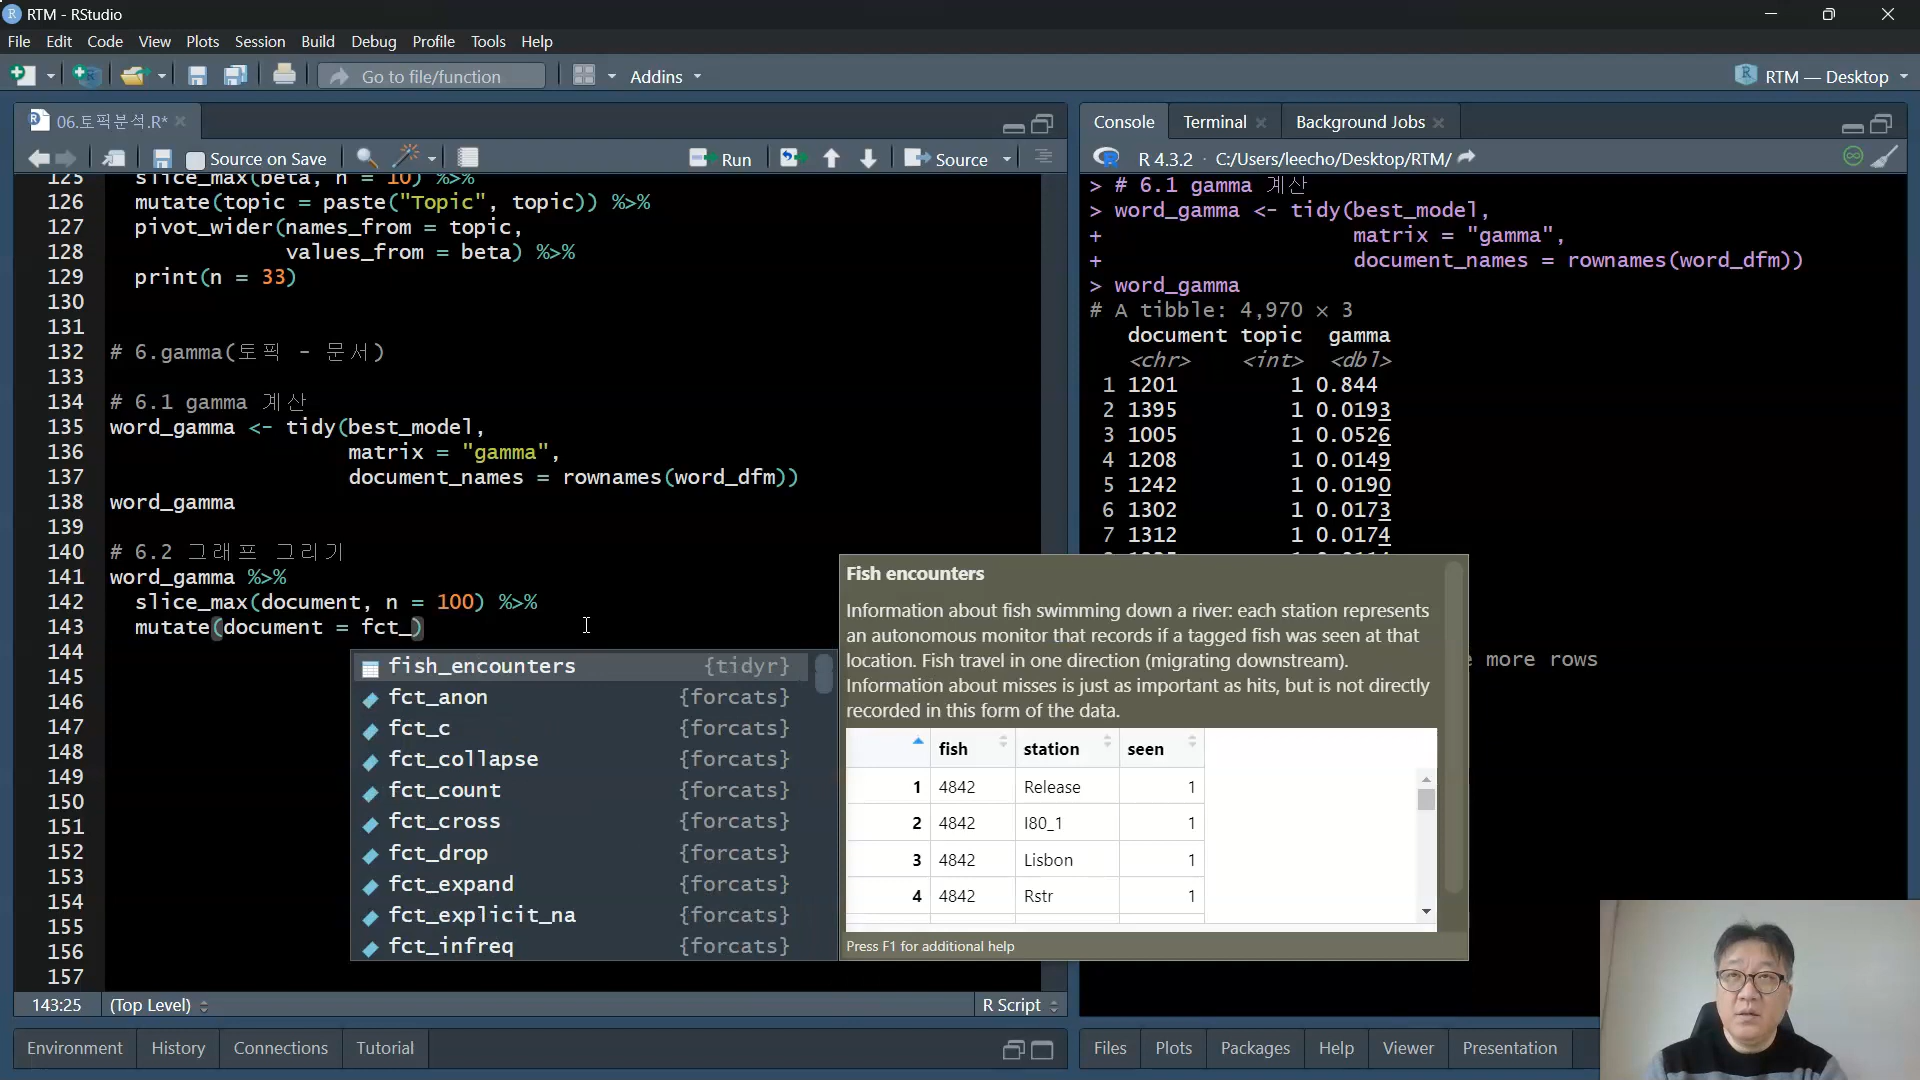 RTM - RStudio
File Edit Code View Plots Session Build Debug Profile Tools Help
Go to file/function Addins RTM — Desktop
06.토픽분석.R*
Source on Save Run Source
125 slice_max(beta, n = 10) %>%
126 mutate(topic = paste("Topic", topic)) %>%
127 pivot_wider(names_from = topic,
128 values_from = beta) %>%
129 print(n = 33)
130
131
132 # 6.gamma(토픽 - 문서)
133
134 # 6.1 gamma 계산
135 word_gamma <- tidy(best_model,
136 matrix = "gamma",
137 document_names = rownames(word_dfm))
138 word_gamma
139
140 # 6.2 그래프 그리기
141 word_gamma %>%
142 slice_max(document, n = 100) %>%
143 mutate(document = fct_)
144
145
146
147
148
149
150
151
152
153
154
155
156
157
fish_encounters {tidyr}
fct_anon {forcats}
fct_c {forcats}
fct_collapse {forcats}
fct_count {forcats}
fct_cross {forcats}
fct_drop {forcats}
fct_expand {forcats}
fct_explicit_na {forcats}
fct_infreq {forcats}
Fish encounters
Information about fish swimming down a river: each station represents
an autonomous monitor that records if a tagged fish was seen at that
location. Fish travel in one direction (migrating downstream).
Information about misses is just as important as hits, but is not directly
recorded in this form of the data.
fish station seen
1 4842 Release 1
2 4842 I80_1 1
3 4842 Lisbon 1
4 4842 Rstr 1
Press F1 for additional help
143:25 (Top Level) R Script
Environment History Connections Tutorial
Console Terminal Background Jobs
R 4.3.2 · C:/Users/leecho/Desktop/RTM/
> # 6.1 gamma 계산
> word_gamma <- tidy(best_model,
+ matrix = "gamma",
+ document_names = rownames(word_dfm))
> word_gamma
# A tibble: 4,970 × 3
document topic gamma
<chr> <int> <dbl>
1 1201 1 0.844
2 1395 1 0.0193
3 1005 1 0.0526
4 1208 1 0.0149
5 1242 1 0.0190
6 1302 1 0.0173
7 1312 1 0.0174
more rows
Files Plots Packages Help Viewer Presentation